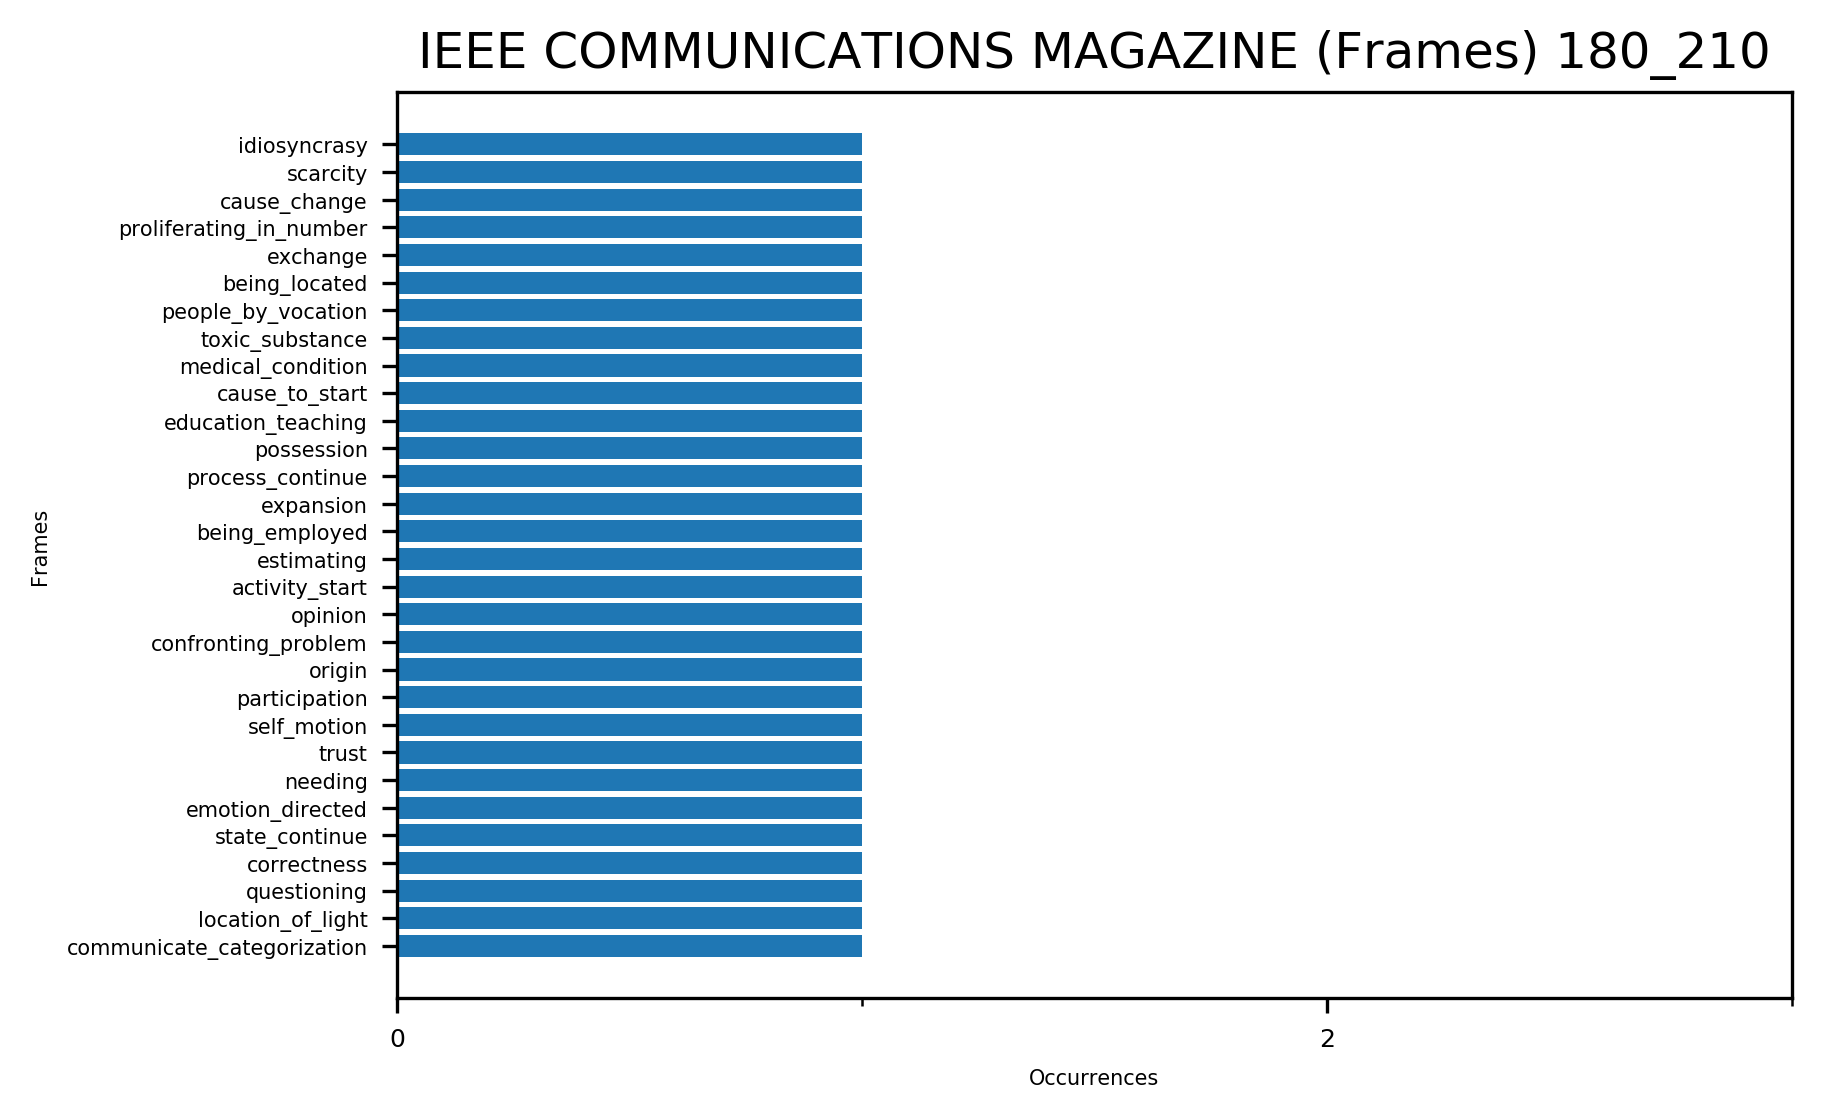 IEEE COMMUNICATIONS MAGAZINE (Frames) 180_210
idiosyncrasy
scarcity
cause_change
proliferating_in_number
exchange
being_located
people_by_vocation
toxic_substance
medical_condition
cause_to_start
education_teaching
possession
process_continue
expansion
being_employed
estimating
activity_start
opinion
confronting_problem
origin
participation
self_motion
trust
needing
emotion_directed
state_continue
correctness
questioning
location_of_light
communicate_categorization
Frames
0
2
Occurrences